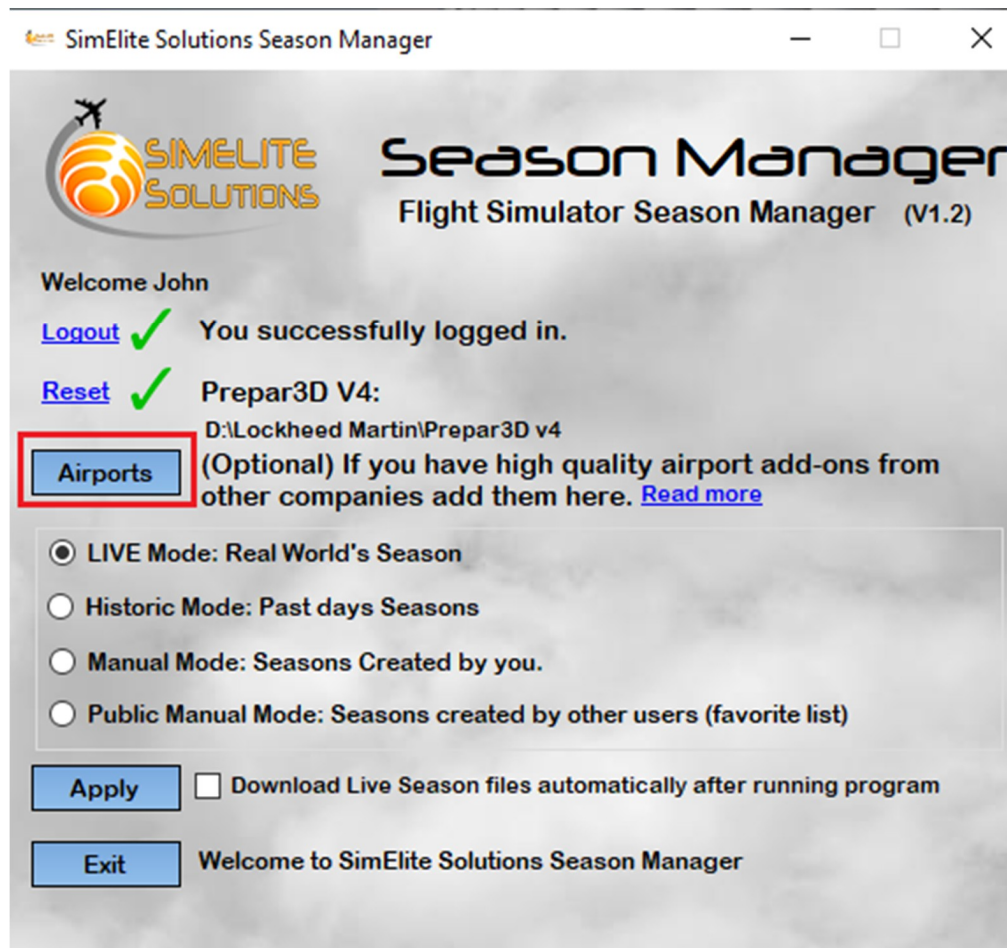 SimElite Solutions Season Manager
SIMELITE
SOLUTIONS
Season Manager
Flight Simulator Season Manager (V1.2)
Welcome John
Logout You successfully logged in.
Reset Prepar3D V4:
D:\Lockheed Martin\Prepar3D v4
Airports (Optional) If you have high quality airport add-ons from
other companies add them here. Read more
LIVE Mode: Real World's Season
Historic Mode: Past days Seasons
Manual Mode: Seasons Created by you.
Public Manual Mode: Seasons created by other users (favorite list)
Apply Download Live Season files automatically after running program
Exit Welcome to SimElite Solutions Season Manager